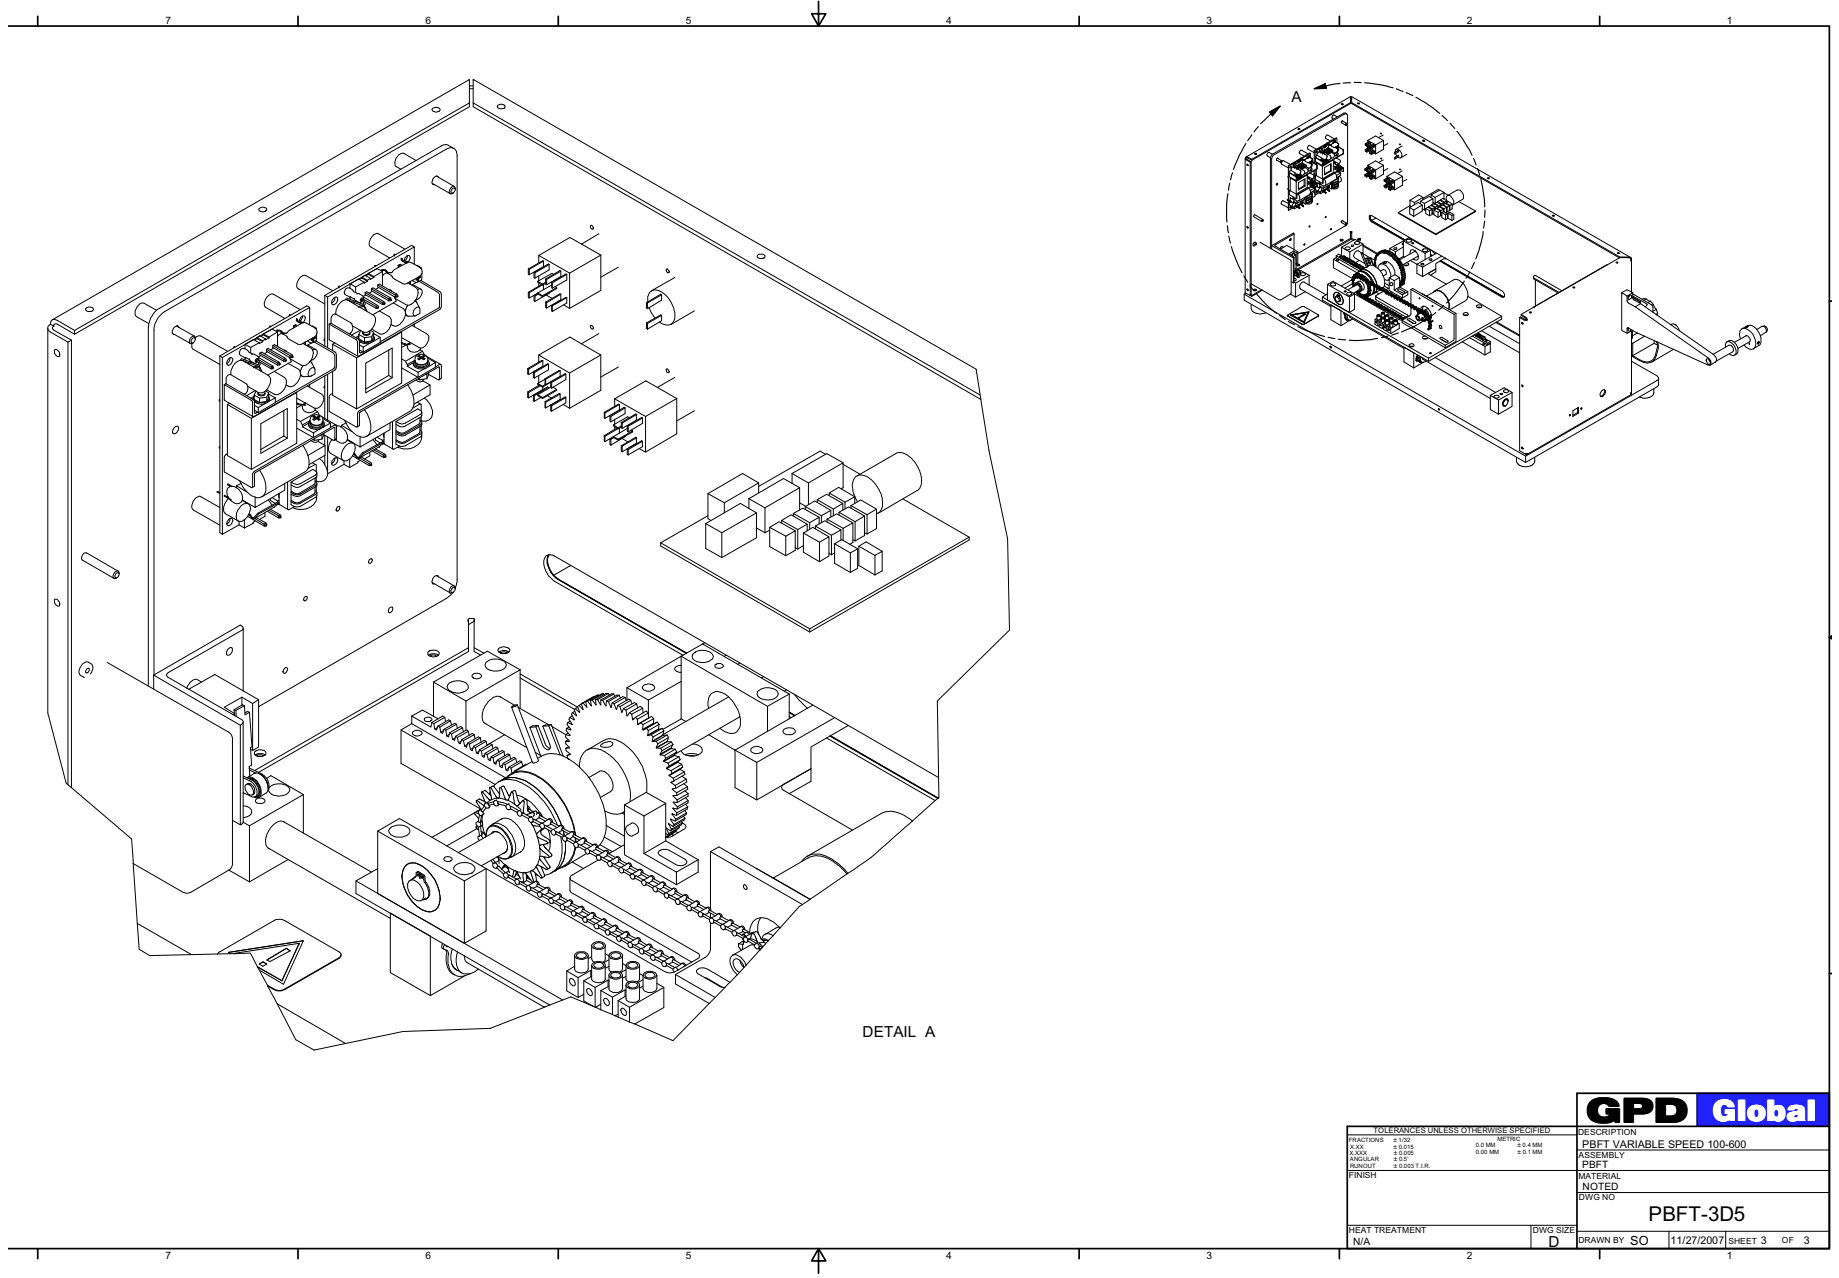 7 6 5 4 3 2 1
A
DETAIL A
GPD Global
TOLERANCES UNLESS OTHERWISE SPECIFIED
FRACTIONS ± 1/32 METRIC
X.XX ± 0.015 0.0 MM ± 0.4 MM
X.XXX ± 0.005 0.00 MM ± 0.1 MM
ANGULAR ± 0.5°
RUNOUT ± 0.003 T.I.R.
FINISH
HEAT TREATMENT
N/A
DWG SIZE
D
DESCRIPTION
PBFT VARIABLE SPEED 100-600
ASSEMBLY
PBFT
MATERIAL
NOTED
DWG NO
PBFT-3D5
DRAWN BY SO 11/27/2007 SHEET 3 OF 3
7 6 5 4 3 2 1